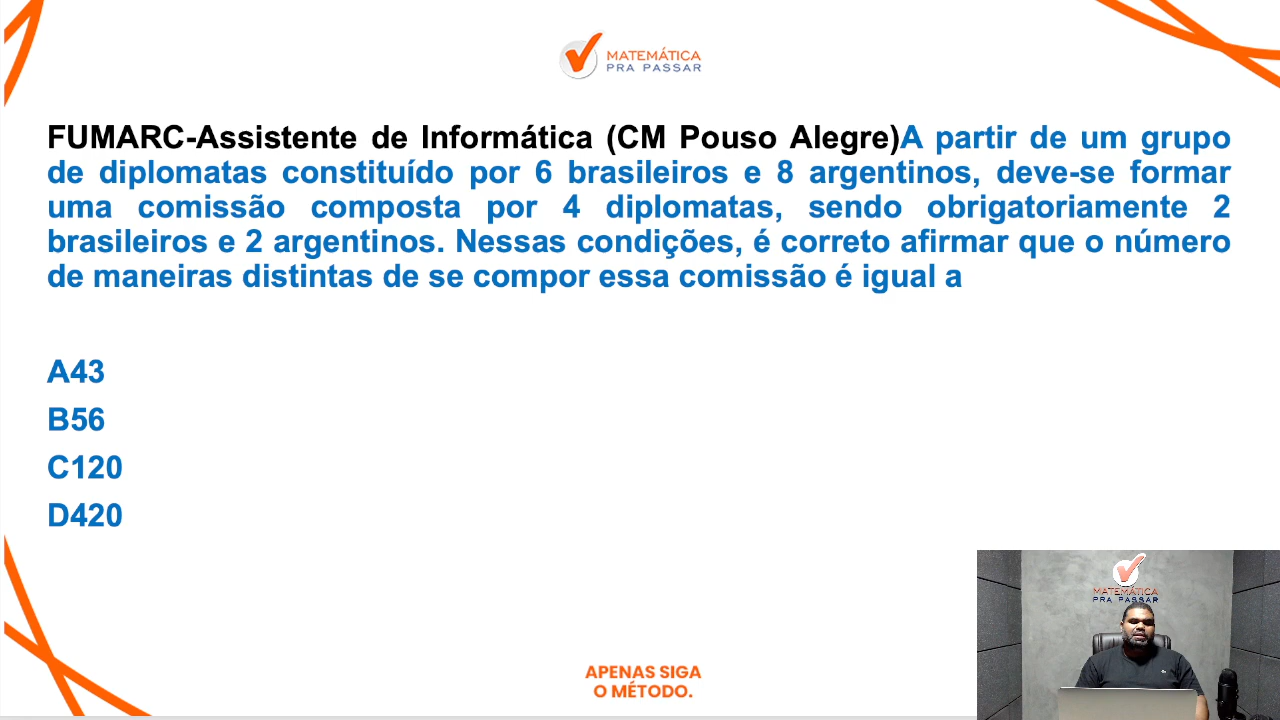 MATEMÁTICA
PRA PASSAR
FUMARC-Assistente de Informática (CM Pouso Alegre)A partir de um grupo
de diplomatas constituído por 6 brasileiros e 8 argentinos, deve-se formar
uma comissão composta por 4 diplomatas, sendo obrigatoriamente 2
brasileiros e 2 argentinos. Nessas condições, é correto afirmar que o número
de maneiras distintas de se compor essa comissão é igual a
A43
B56
C120
D420
MATEMÁTICA
PRA PASSAR
APENAS SIGA
O MÉTODO.